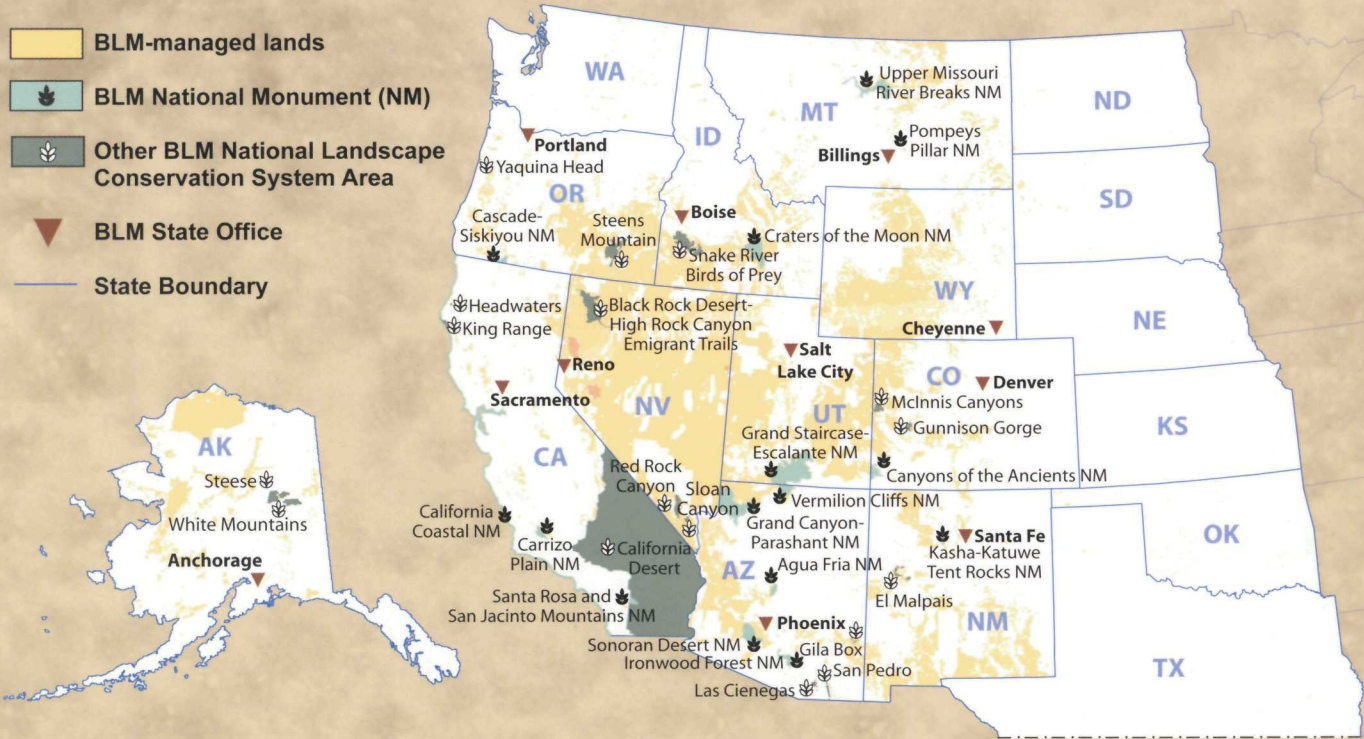 BLM-managed lands
BLM National Monument (NM)
Other BLM National Landscape
Conservation System Area
BLM State Office
State Boundary
WA
Portland
Yaquina Head
OR
Cascade-
Siskiyou NM
Steens
Mountain
ID
Boise
Craters of the Moon NM
Snake River
Birds of Prey
MT
Upper Missouri
River Breaks NM
Pompeys
Pillar NM
Billings
ND
SD
WY
Cheyenne
NE
Headwaters
King Range
Black Rock Desert-
High Rock Canyon
Emigrant Trails
Reno
Sacramento
NV
CA
Salt
Lake City
UT
Grand Staircase-
Escalante NM
CO
Denver
McInnis Canyons
Gunnison Gorge
Canyons of the Ancients NM
KS
AK
Steese
White Mountains
Anchorage
California
Coastal NM
Carrizo
Plain NM
Red Rock
Canyon
Sloan
Canyon
California
Desert
Santa Rosa and
San Jacinto Mountains NM
Vermilion Cliffs NM
Grand Canyon-
Parashant NM
AZ
Agua Fria NM
Phoenix
Sonoran Desert NM
Ironwood Forest NM
Gila Box
San Pedro
Las Cienegas
Santa Fe
Kasha-Katuwe
Tent Rocks NM
El Malpais
NM
OK
TX